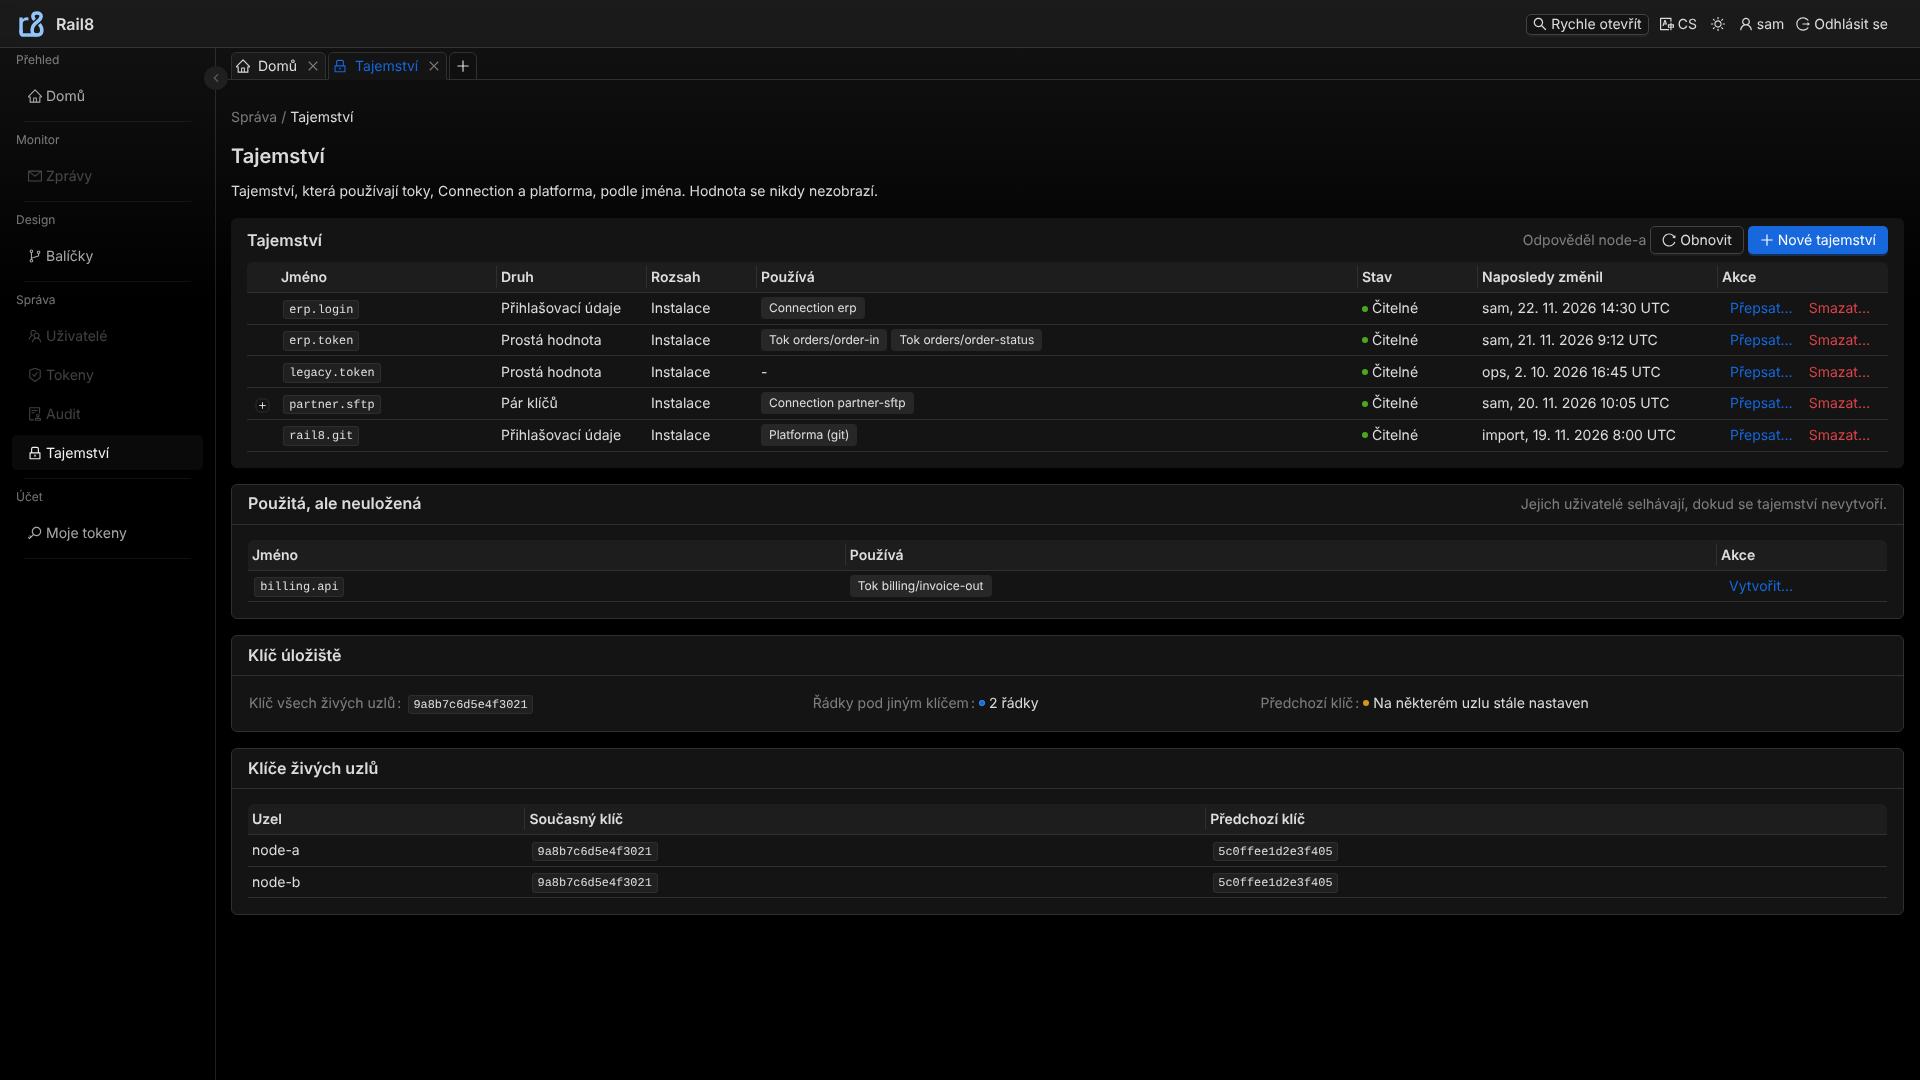 Rail8
Rychle otevřít CS sam Odhlásit se
Přehled
Domů
Monitor
Zprávy
Design
Balíčky
Správa
Uživatelé
Tokeny
Audit
Tajemství
Účet
Moje tokeny
Domů Tajemství
Správa / Tajemství
Tajemství
Tajemství, která používají toky, Connection a platforma, podle jména. Hodnota se nikdy nezobrazí.
Tajemství Odpověděl node-a Obnovit Nové tajemství
Jméno Druh Rozsah Používá Stav Naposledy změnil Akce
erp.login Přihlašovací údaje Instalace Connection erp Čitelné sam, 22. 11. 2026 14:30 UTC Přepsat... Smazat...
erp.token Prostá hodnota Instalace Tok orders/order-in Tok orders/order-status Čitelné sam, 21. 11. 2026 9:12 UTC Přepsat... Smazat...
legacy.token Prostá hodnota Instalace - Čitelné ops, 2. 10. 2026 16:45 UTC Přepsat... Smazat...
partner.sftp Pár klíčů Instalace Connection partner-sftp Čitelné sam, 20. 11. 2026 10:05 UTC Přepsat... Smazat...
rail8.git Přihlašovací údaje Instalace Platforma (git) Čitelné import, 19. 11. 2026 8:00 UTC Přepsat... Smazat...
Použitá, ale neuložená Jejich uživatelé selhávají, dokud se tajemství nevytvoří.
Jméno Používá Akce
billing.api Tok billing/invoice-out Vytvořit...
Klíč úložiště
Klíč všech živých uzlů: 9a8b7c6d5e4f3021 Řádky pod jiným klíčem: 2 řádky Předchozí klíč: Na některém uzlu stále nastaven
Klíče živých uzlů
Uzel Současný klíč Předchozí klíč
node-a 9a8b7c6d5e4f3021 5c0ffee1d2e3f405
node-b 9a8b7c6d5e4f3021 5c0ffee1d2e3f405